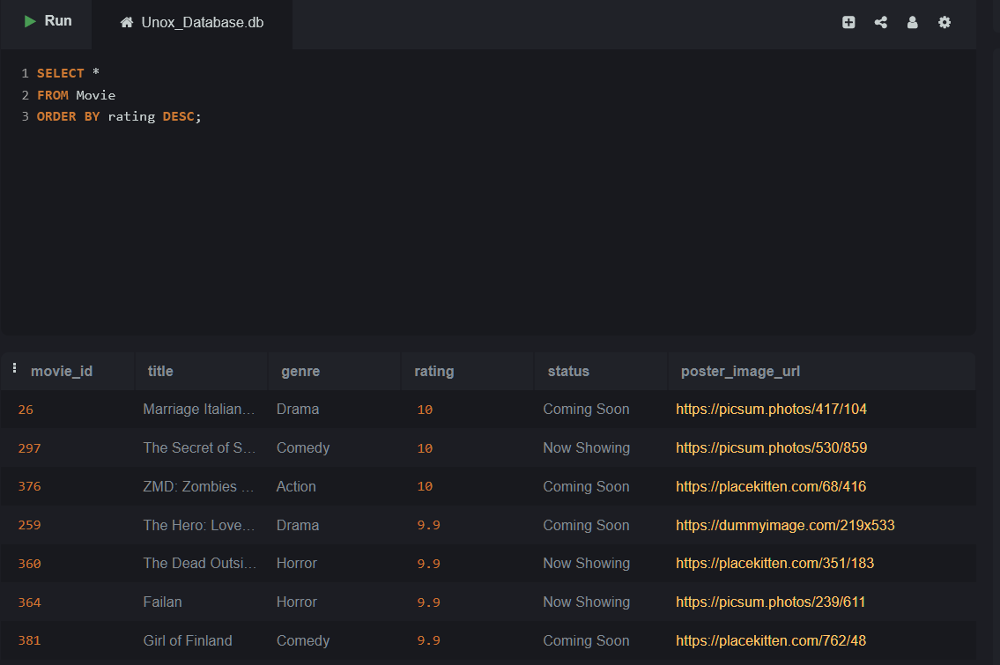 Run Unox_Database.db
1 SELECT *
2 FROM Movie
3 ORDER BY rating DESC;
movie_id title genre rating status poster_image_url
26 Marriage Italian... Drama 10 Coming Soon https://picsum.photos/417/104
297 The Secret of S... Comedy 10 Now Showing https://picsum.photos/530/859
376 ZMD: Zombies ... Action 10 Coming Soon https://placekitten.com/68/416
259 The Hero: Love... Drama 9.9 Coming Soon https://dummyimage.com/219x533
360 The Dead Outsi... Horror 9.9 Now Showing https://placekitten.com/351/183
364 Failan Horror 9.9 Now Showing https://picsum.photos/239/611
381 Girl of Finland Comedy 9.9 Coming Soon https://placekitten.com/762/48